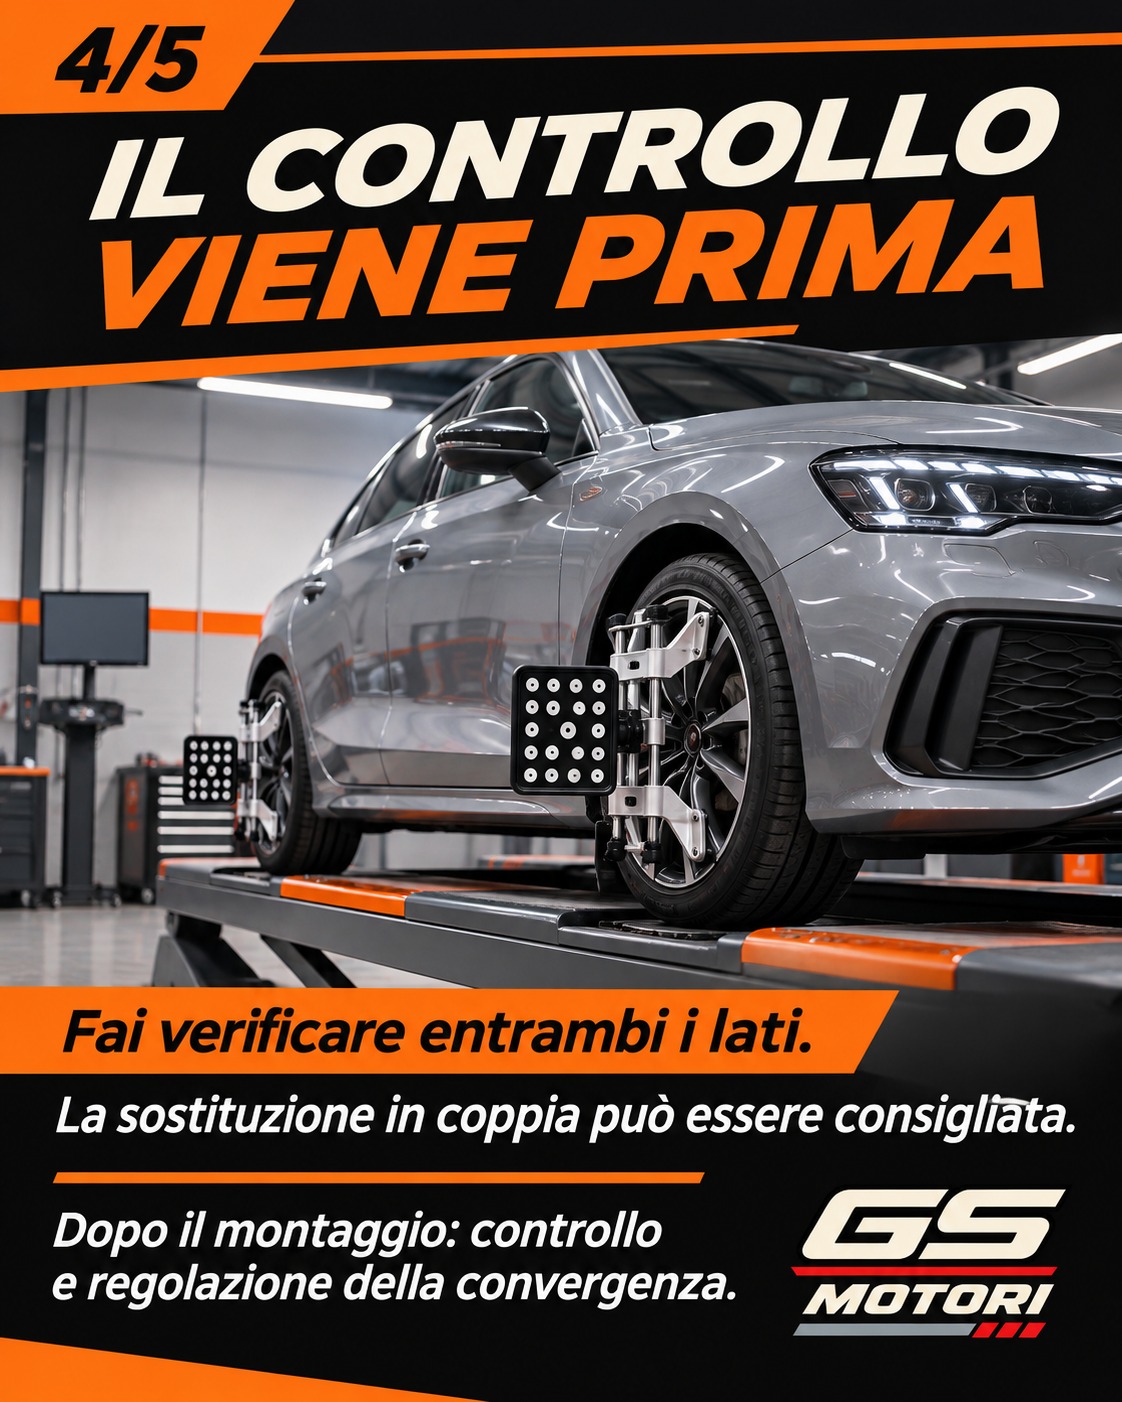 4/5
IL CONTROLLO
VIENE PRIMA
Fai verificare entrambi i lati.
La sostituzione in coppia può essere consigliata.
Dopo il montaggio: controllo
e regolazione della convergenza.
GS
MOTORI